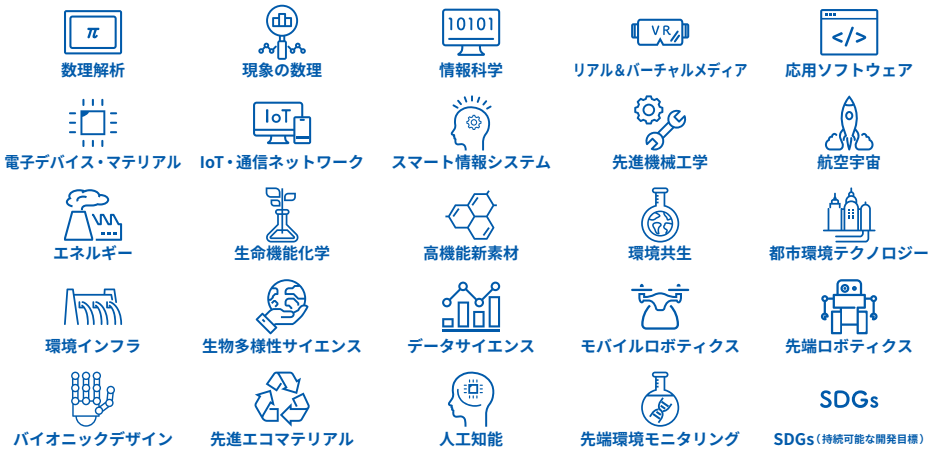 π
10101
VR
</>
数理解析
現象の数理
情報科学
リアル&バーチャルメディア
応用ソフトウェア
IoT
電子デバイス・マテリアル
IoT・通信ネットワーク
スマート情報システム
先進機械工学
航空宇宙
エネルギー
生命機能化学
高機能新素材
環境共生
都市環境テクノロジー
環境インフラ
生物多様性サイエンス
データサイエンス
モバイルロボティクス
先端ロボティクス
SDGs
バイオニックデザイン
先進エコマテリアル
人工知能
先端環境モニタリング
SDGs(持続可能な開発目標)